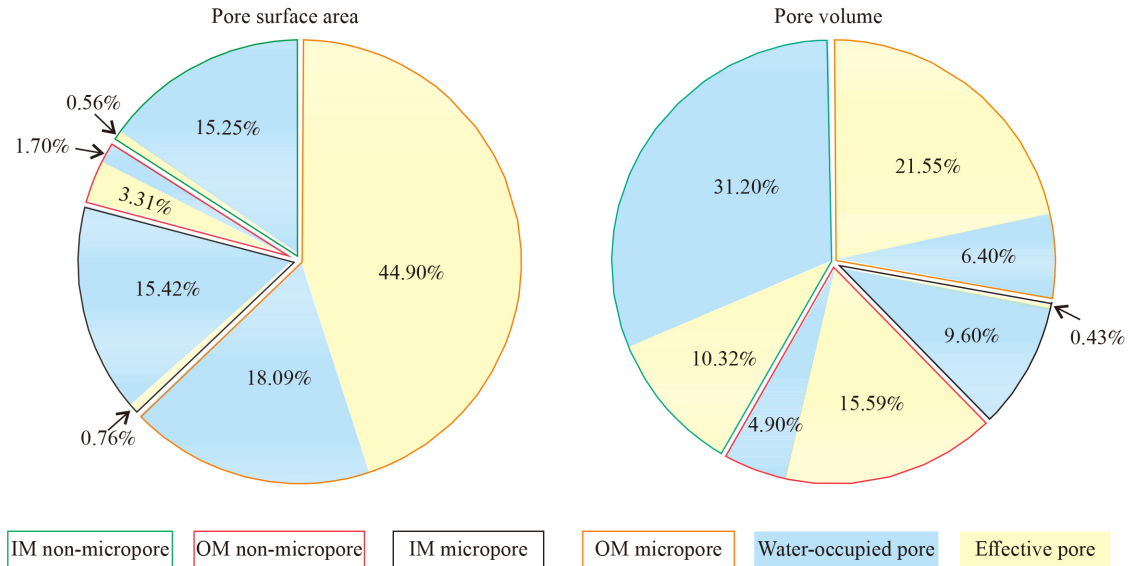 Pore surface area
Pore volume
0.56%
15.25%
1.70%
3.31%
44.90%
15.42%
18.09%
0.76%
31.20%
21.55%
6.40%
0.43%
9.60%
10.32%
15.59%
4.90%
IM non-micropore
OM non-micropore
IM micropore
OM micropore
Water-occupied pore
Effective pore